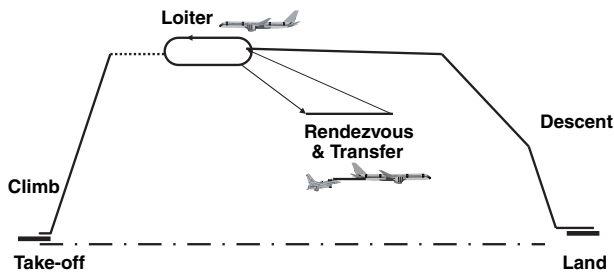 Loiter
Rendezvous
& Transfer
Descent
Climb
Take-off
Land